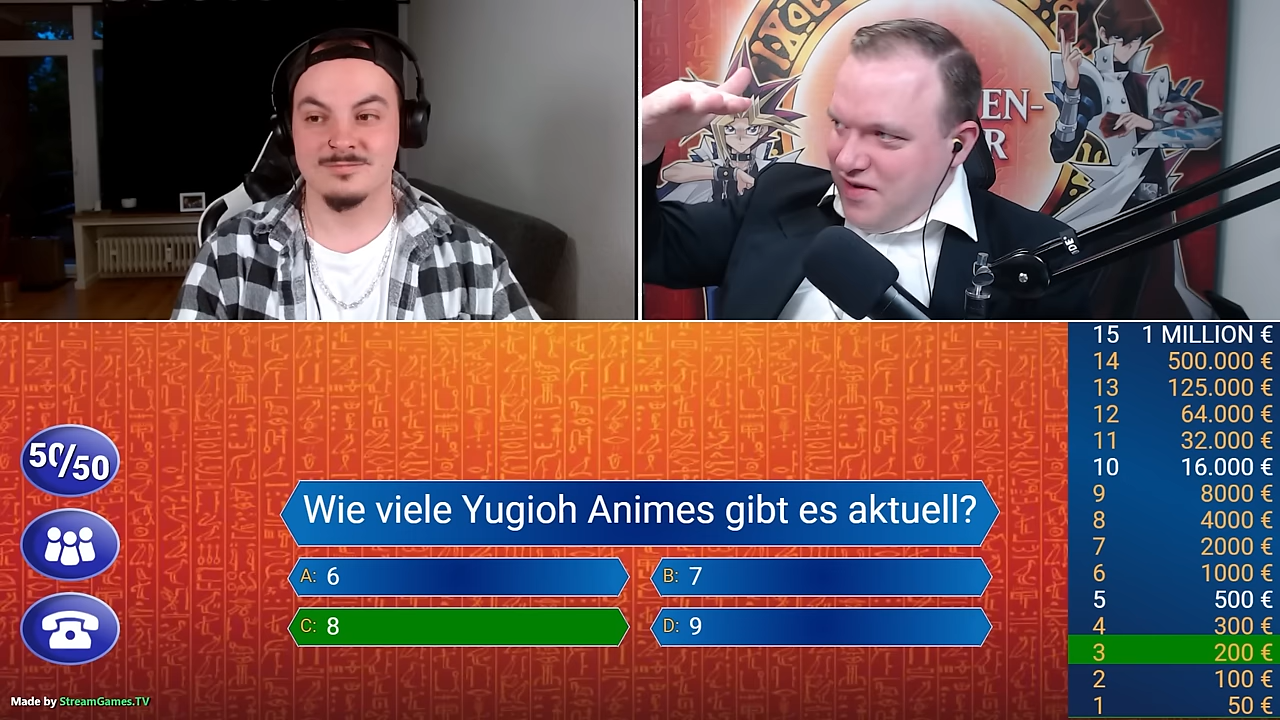 EN-
R
15 1 MILLION €
14 500.000 €
13 125.000 €
12 64.000 €
11 32.000 €
10 16.000 €
9 8000 €
8 4000 €
7 2000 €
6 1000 €
5 500 €
4 300 €
3 200 €
2 100 €
1 50 €
50/50
Wie viele Yugioh Animes gibt es aktuell?
A: 6
B: 7
C: 8
D: 9
Made by StreamGames.TV